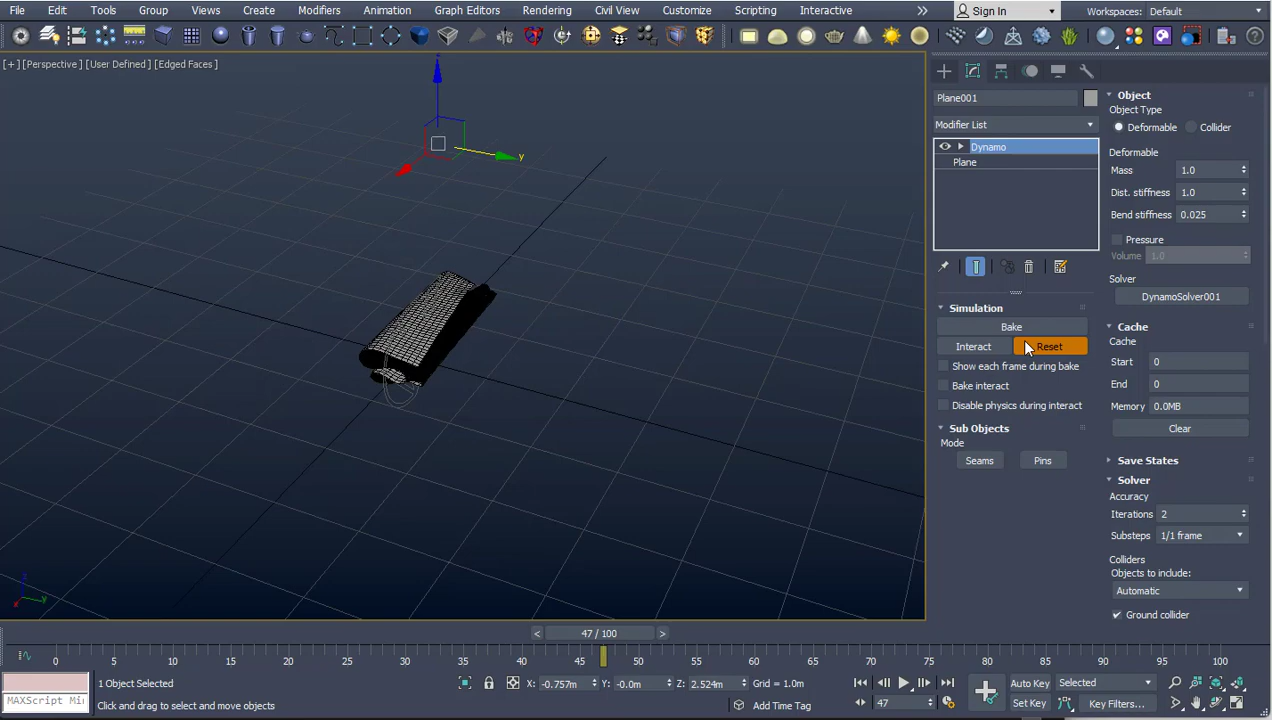 File Edit Tools Group Views Create Modifiers Animation Graph Editors Rendering Civil View Customize Scripting Interactive Sign In Workspaces: Default
[+] [Perspective] [User Defined] [Edged Faces]
y
Plane001
Modifier List
Dynamo
Plane
Simulation
Bake
Interact Reset
Show each frame during bake
Bake interact
Disable physics during interact
Sub Objects
Mode
Seams Pins
Object
Object Type
Deformable Collider
Deformable
Mass 1.0
Dist. stiffness 1.0
Bend stiffness 0.025
Pressure
Volume 1.0
Solver
DynamoSolver001
Cache
Cache
Start 0
End 0
Memory 0.0MB
Clear
Save States
Solver
Accuracy
Iterations 2
Substeps 1/1 frame
Colliders
Objects to include:
Automatic
Ground collider
z
y
47 / 100
0 5 10 15 20 25 30 35 40 45 50 55 60 65 70 75 80 85 90 95 100
1 Object Selected X: -0.757m Y: -0.0m Z: 2.524m Grid = 1.0m Auto Key Selected
MAXScript Mi Click and drag to select and move objects Add Time Tag 47 Set Key Key Filters...